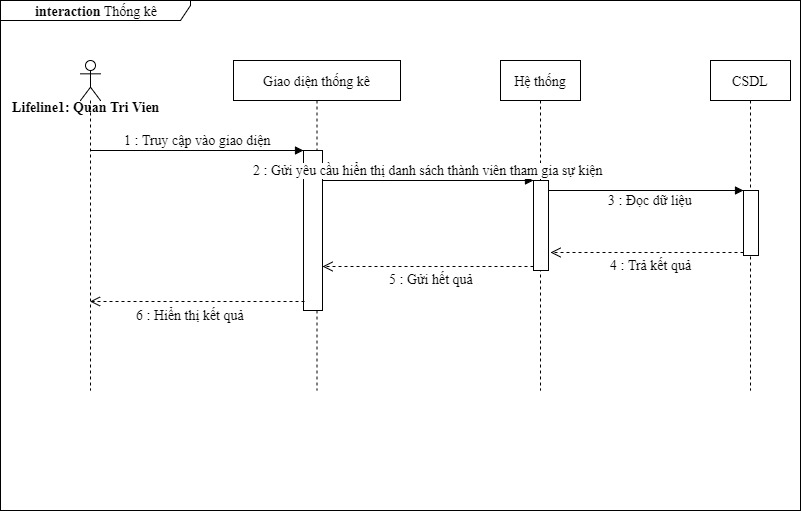 interaction Thống kê
Giao diện thống kê
Hệ thống
CSDL
Lifeline1: Quan Tri Vien
1 : Truy cập vào giao diện
2 : Gửi yêu cầu hiển thị danh sách thành viên tham gia sự kiện
3 : Đọc dữ liệu
4 : Trả kết quả
5 : Gửi hết quả
6 : Hiển thị kết quả